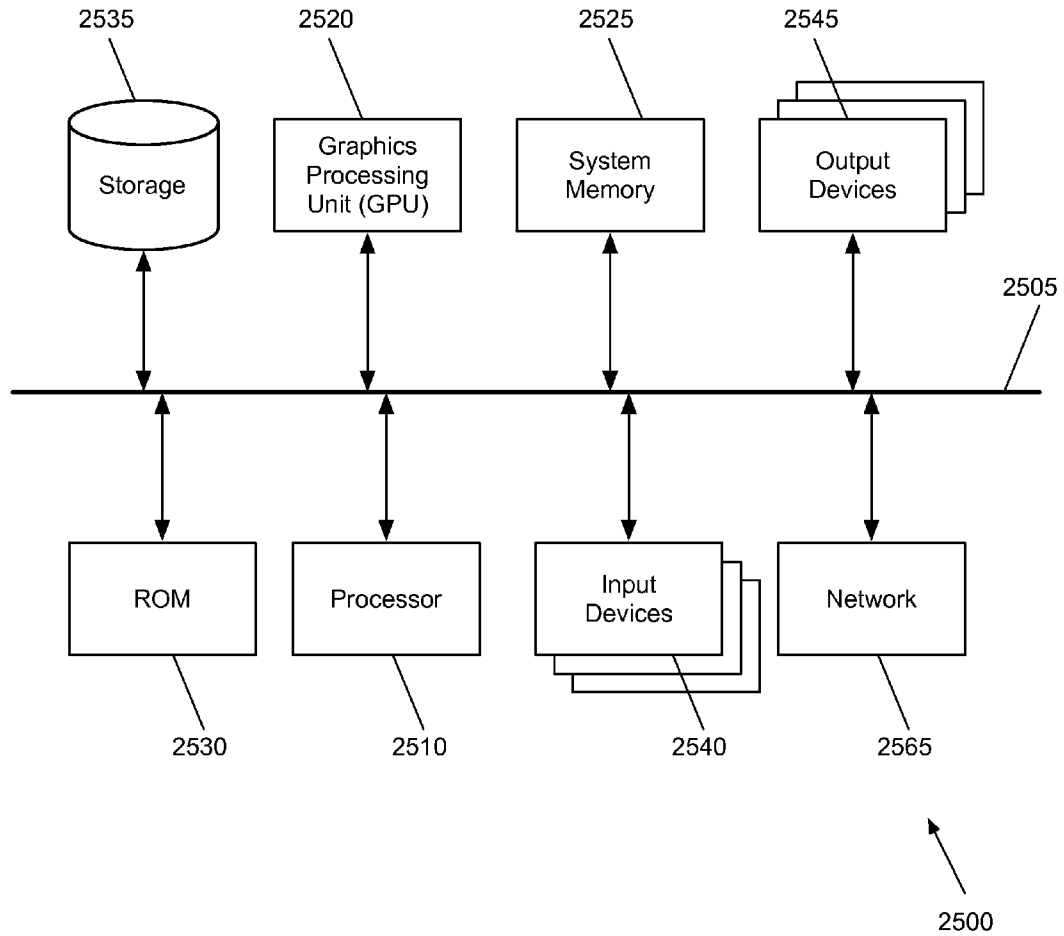 2535
2520
2525
2545
Storage
Graphics
Processing
Unit (GPU)
System
Memory
Output
Devices
2505
ROM
Processor
Input
Devices
Network
2530
2510
2540
2565
2500